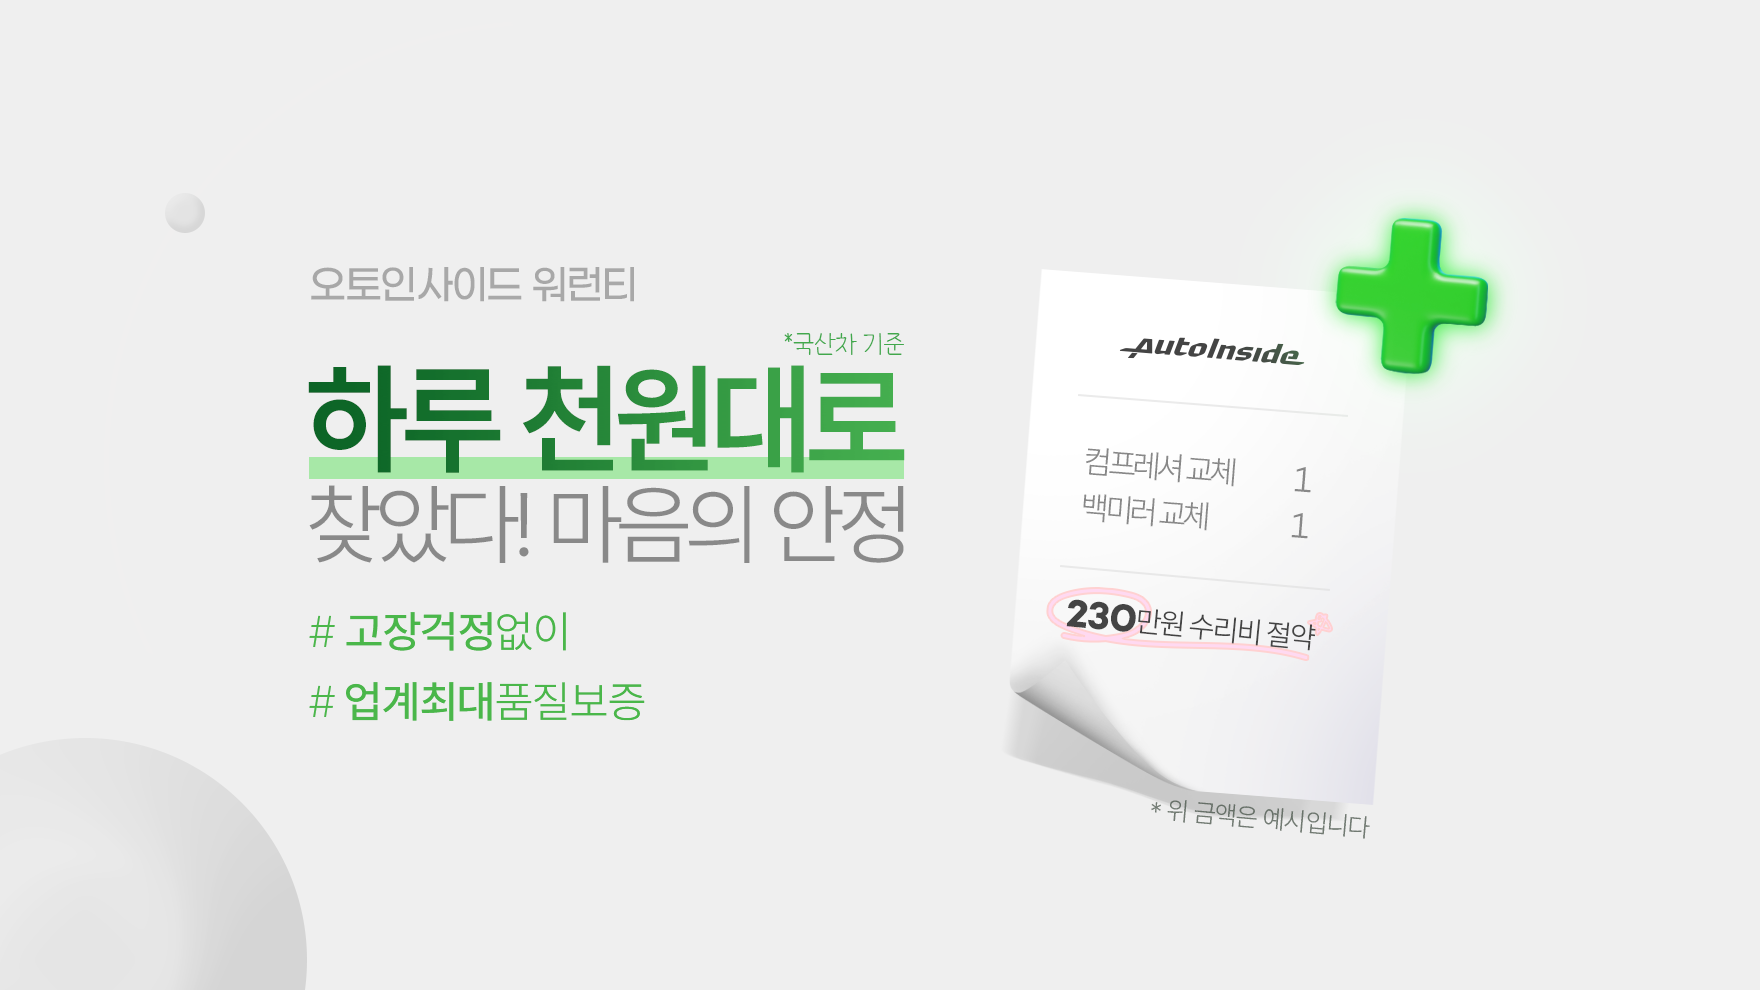 오토인사이드 워런티
*국산차 기준
하루 천원대로
찾았다! 마음의 안정
# 고장걱정없이
# 업계최대품질보증
AutoInside
컴프레셔 교체 1
백미러 교체 1
230만원 수리비 절약
* 위 금액은 예시입니다